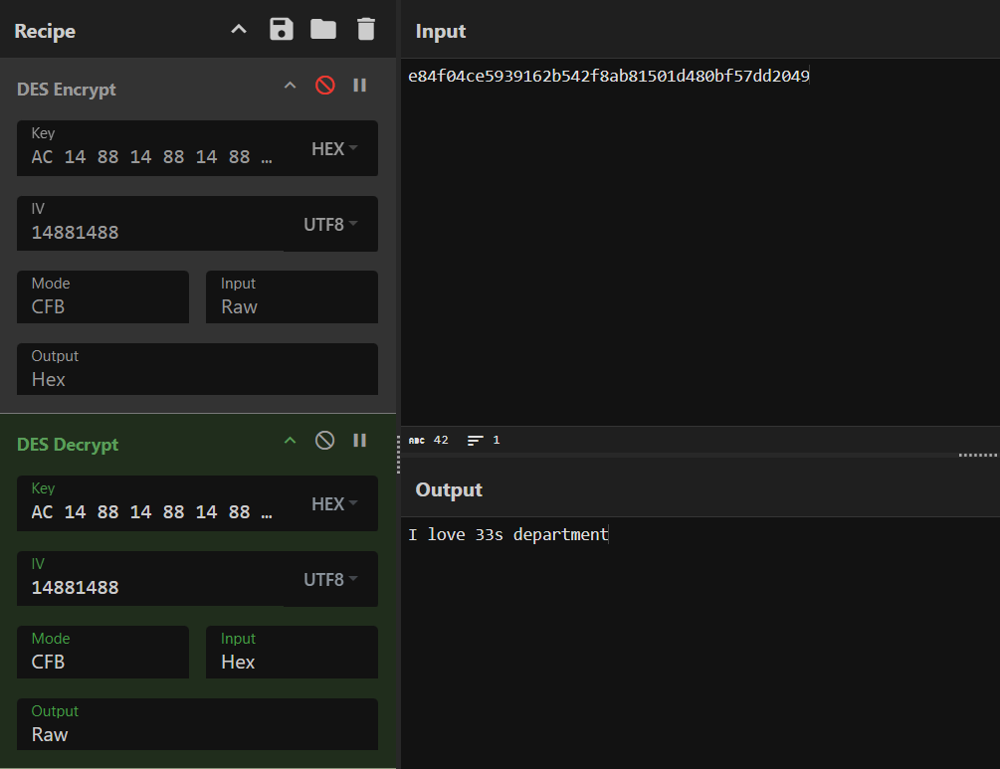 Recipe
DES Encrypt
Key
AC 14 88 14 88 14 88 …
HEX
IV
14881488
UTF8
Mode
CFB
Input
Raw
Output
Hex
DES Decrypt
Key
AC 14 88 14 88 14 88 …
HEX
IV
14881488
UTF8
Mode
CFB
Input
Hex
Output
Raw
Input
e84f04ce5939162b542f8ab81501d480bf57dd2049
ABC 42 1
Output
I love 33s department